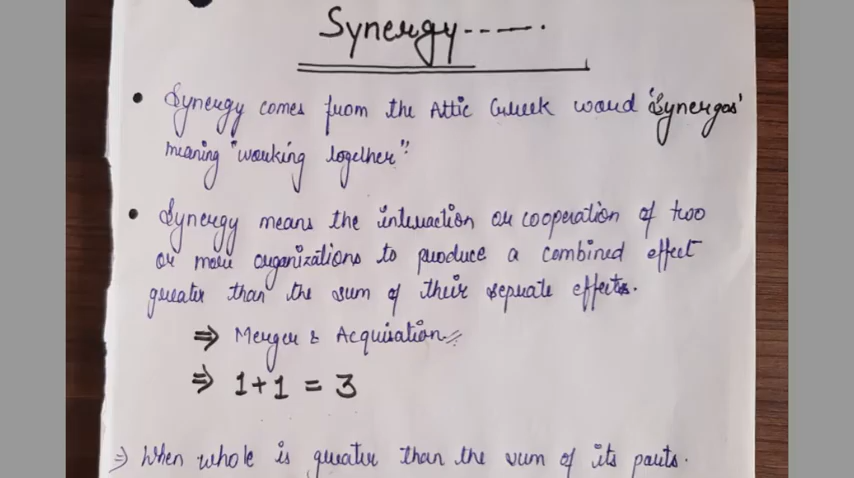 Synergy-----.
• Synergy comes from the Attic Greek word 'Synergos'
meaning "working together"
• Synergy means the interaction or cooperation of two
or more organizations to produce a combined effect
greater than the sum of their seprate effects.
⇒ Merger & Acquisation
⇒ 1+1 = 3
⇒ When whole is greater than the sum of its parts.